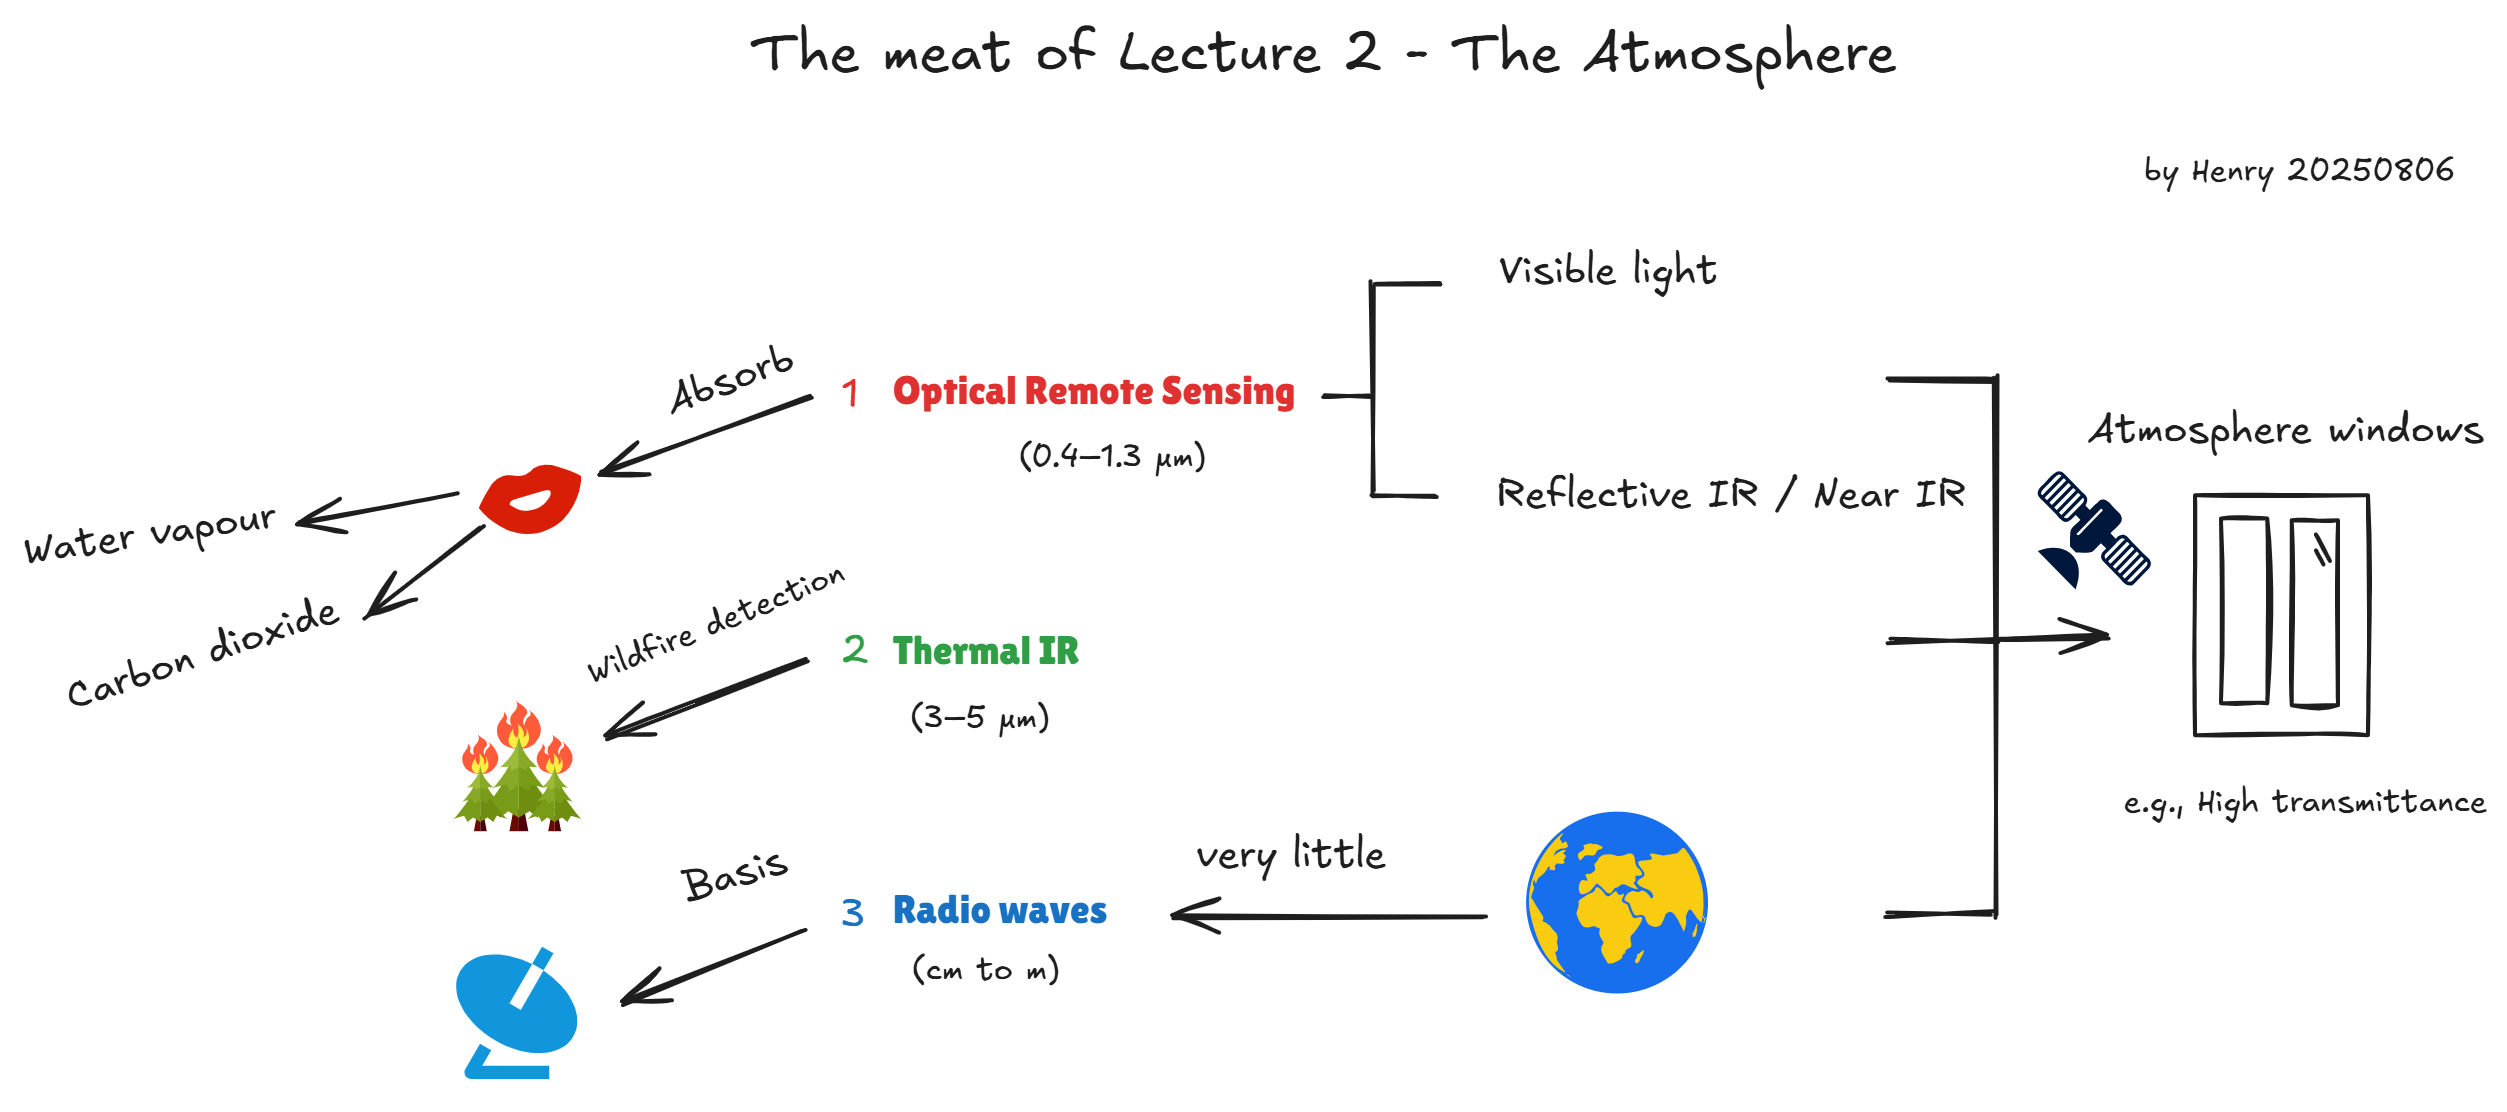 The meat of Lecture 2 - The Atmosphere
by Henry 20250806
Visible light
Absorb
1 Optical Remote Sensing
(0.4–1.3 μm)
Reflective IR / Near IR
Atmosphere windows
Water vapour
Carbon dioxide
wildfire detection
2 Thermal IR
(3–5 μm)
e.g., High transmittance
very little
Basis
3 Radio waves
(cm to m)